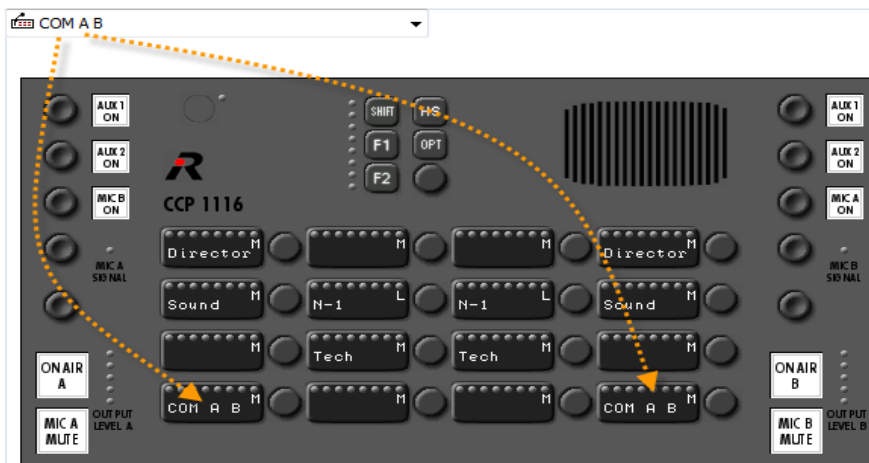 COM A B
AUX 1
ON
SHIFT
HS
AUX 1
ON
F1
OPT
AUX 2
ON
F2
AUX 2
ON
R
MIC B
ON
CCP 1116
MIC A
ON
Director M
M
M
Director M
MIC A
SIGNAL
MIC B
SIGNAL
Sound M
N-1 L
N-1 L
Sound M
M
Tech M
Tech M
M
ON AIR
A
ON AIR
B
COM A B M
M
M
COM A B M
MIC A
MUTE
OUTPUT
LEVEL A
MIC B
MUTE
OUTPUT
LEVEL B